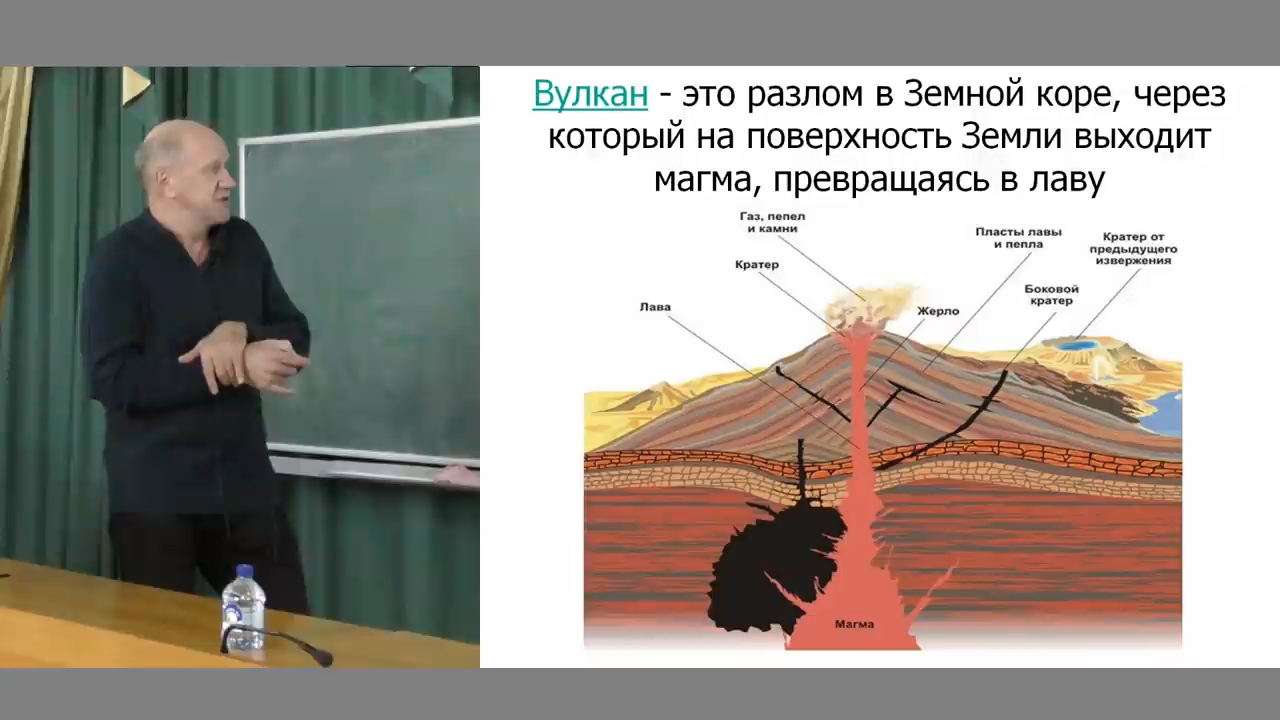 Вулкан - это разлом в Земной коре, через
который на поверхность Земли выходит
магма, превращаясь в лаву
Газ, пепел
и камни
Пласты лавы
и пепла
Кратер от
предыдущего
извержения
Кратер
Боковой
кратер
Лава
Жерло
Магма